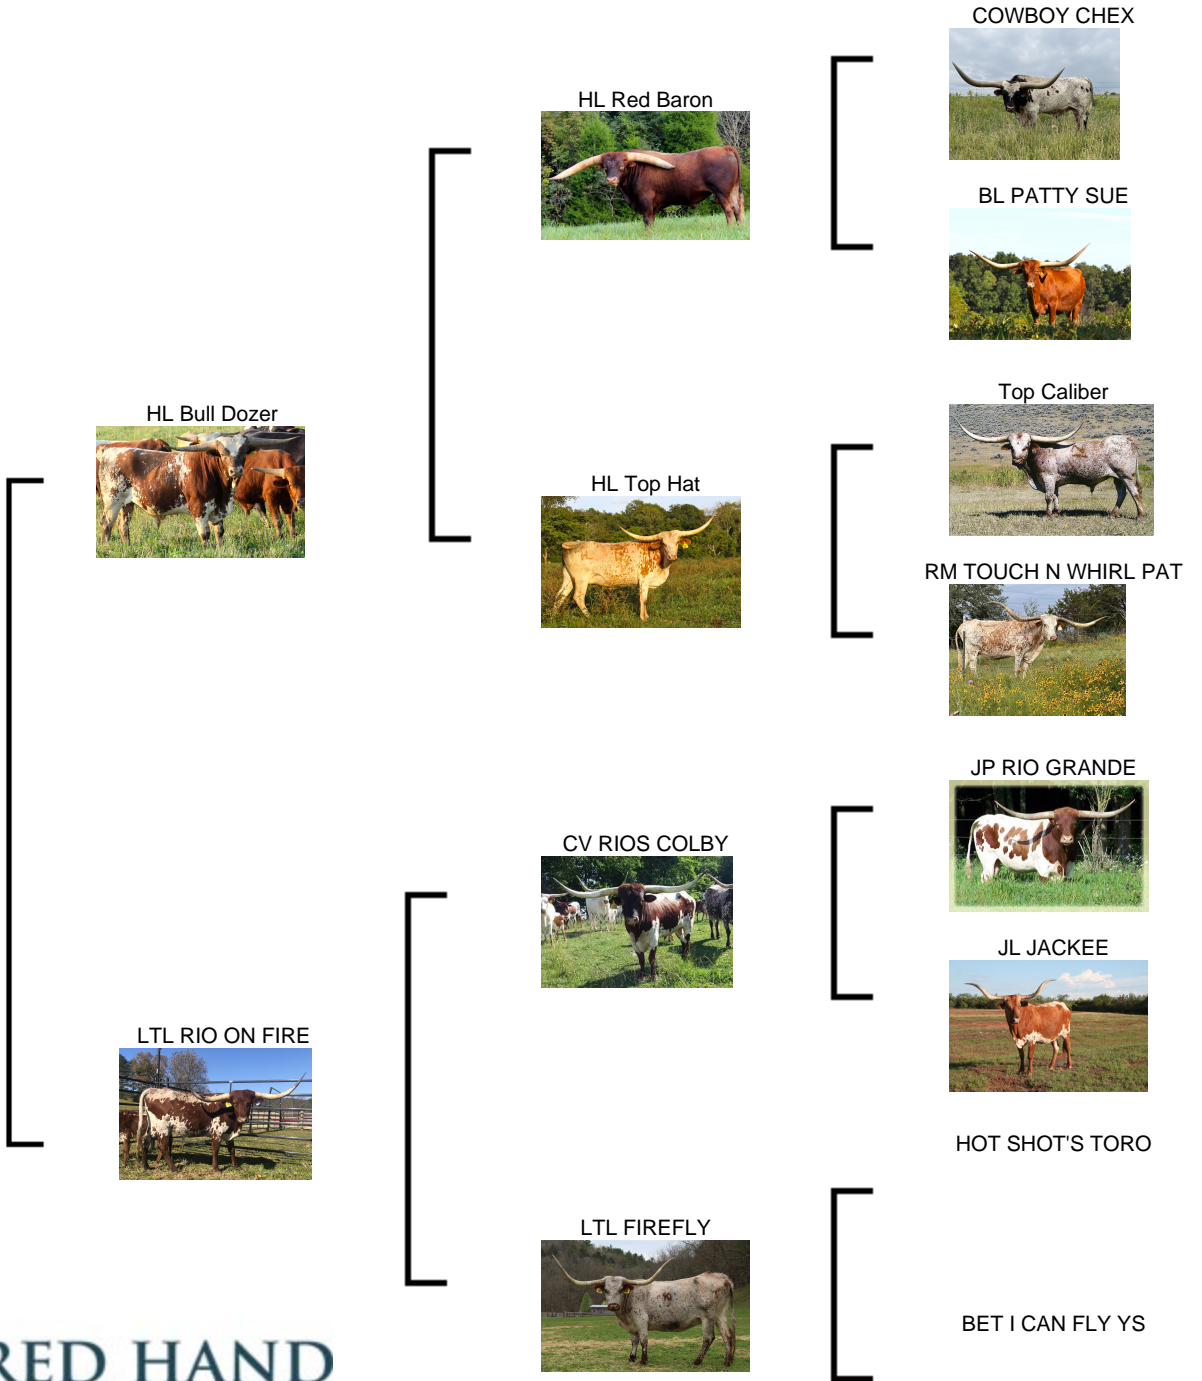 COWBOY CHEX
HL Red Baron
BL PATTY SUE
Top Caliber
HL Bull Dozer
HL Top Hat
RM TOUCH N WHIRL PAT
JP RIO GRANDE
CV RIOS COLBY
JL JACKEE
LTL RIO ON FIRE
HOT SHOT'S TORO
LTL FIREFLY
BET I CAN FLY YS
RED HAND